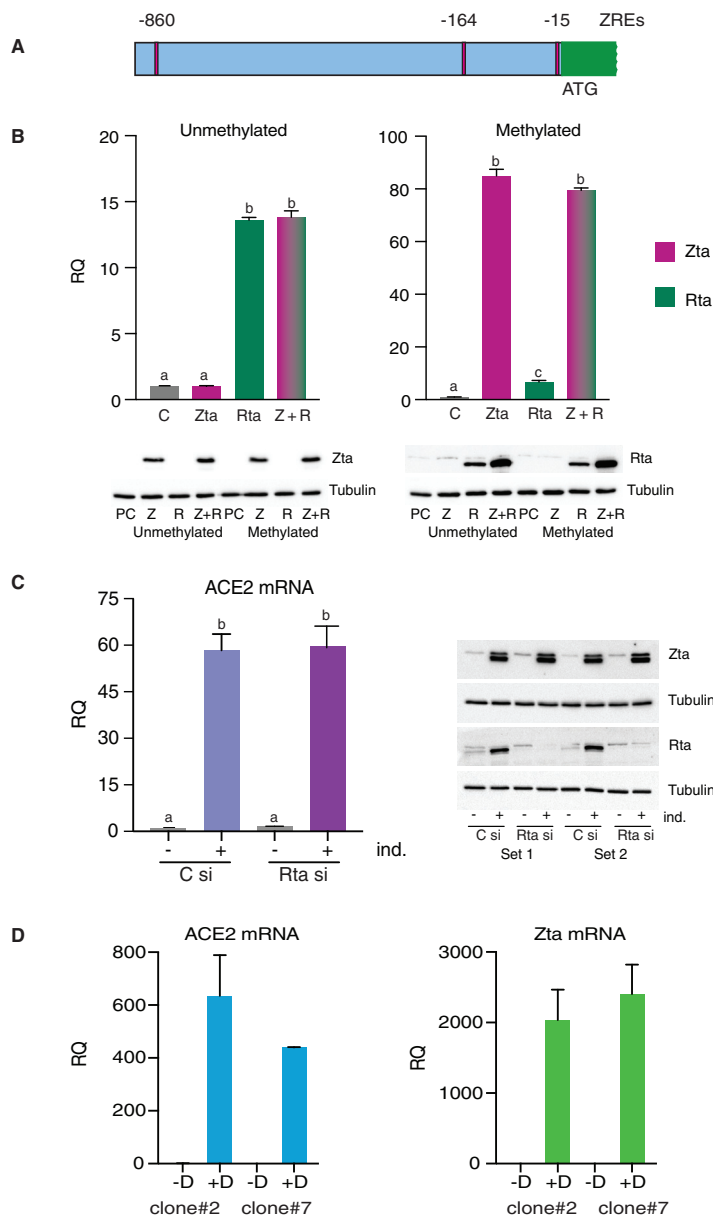 -860 -164 -15 ZREs
A
ATG
B
Unmethylated
20
15
10
5
0
RQ
a a b b
C Zta Rta Z + R
Methylated
100
80
60
40
20
0
a b c b
C Zta Rta Z + R
Zta
Rta
Zta
Tubulin
PC Z R Z+R PC Z R Z+R
Unmethylated Methylated
Rta
Tubulin
PC Z R Z+R PC Z R Z+R
Unmethylated Methylated
C
ACE2 mRNA
75
60
45
30
15
0
RQ
a b a b
- + - + ind.
C si Rta si
Zta
Tubulin
Rta
Tubulin
- + - + - + - + ind.
C si Rta si C si Rta si
Set 1 Set 2
D
ACE2 mRNA
800
600
400
200
0
RQ
-D +D -D +D
clone#2 clone#7
Zta mRNA
3000
2000
1000
0
RQ
-D +D -D +D
clone#2 clone#7